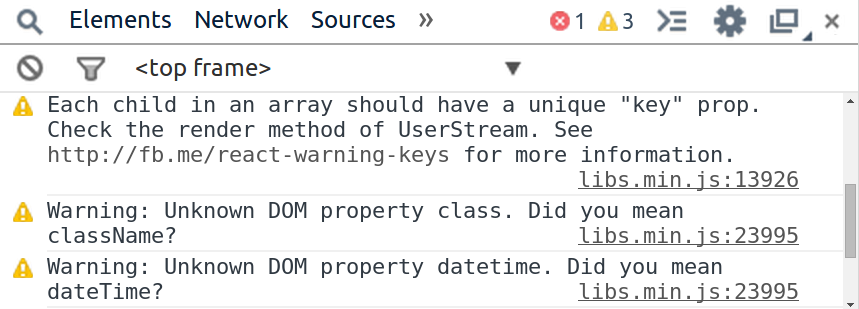 Elements Network Sources » 1 3
<top frame>
Each child in an array should have a unique "key" prop.
Check the render method of UserStream. See
http://fb.me/react-warning-keys for more information.
libs.min.js:13926
Warning: Unknown DOM property class. Did you mean
className? libs.min.js:23995
Warning: Unknown DOM property datetime. Did you mean
dateTime? libs.min.js:23995